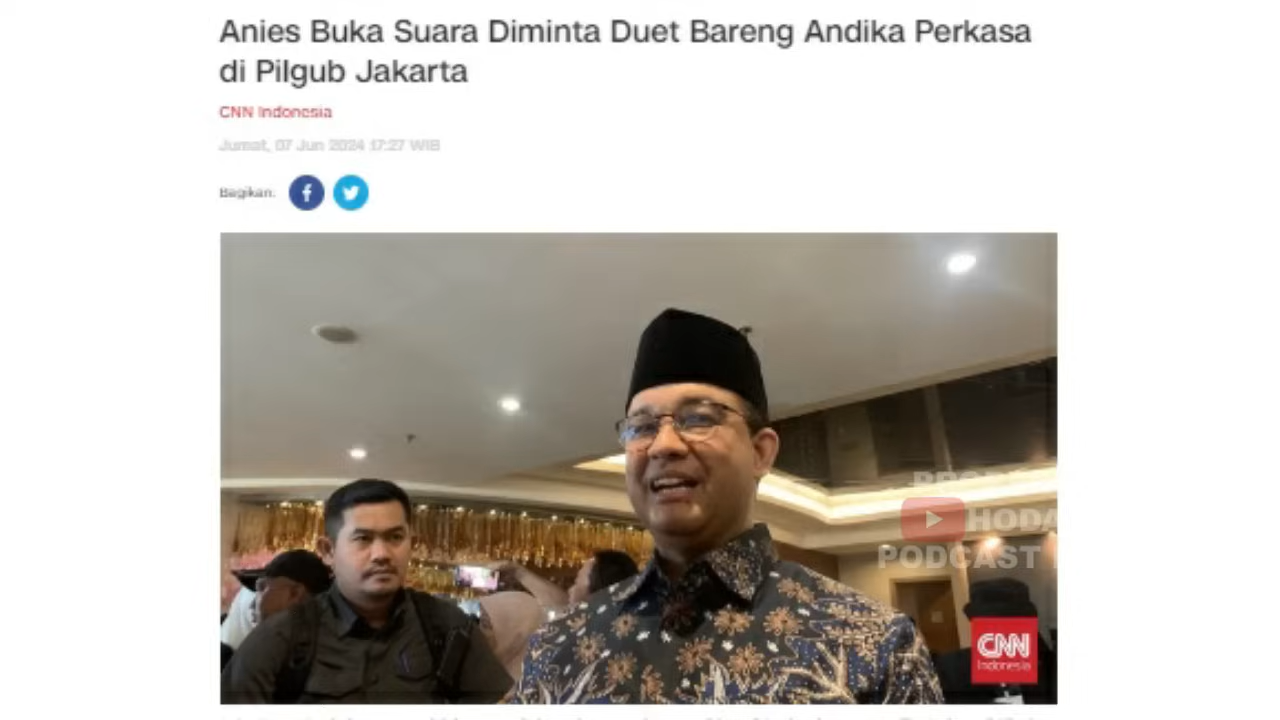 Anies Buka Suara Diminta Duet Bareng Andika Perkasa
di Pilgub Jakarta
CNN Indonesia
Jumat, 07 Jun 2024 17:27 WIB
Bagikan:
HODA
PODCAST
CNN
Indonesia